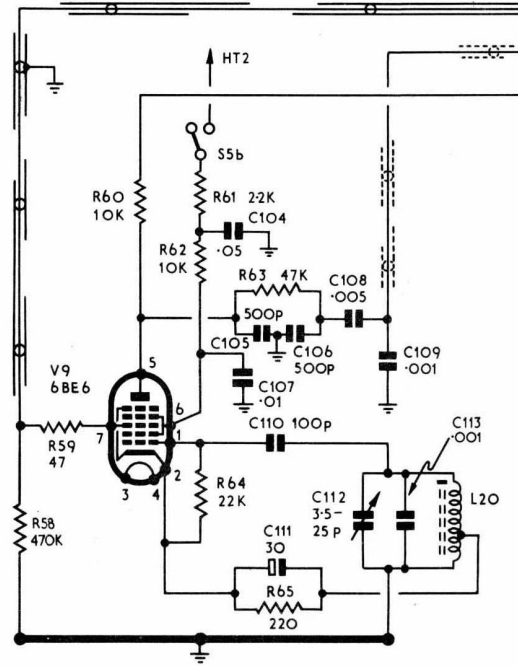 HT2
S5b
R60
10K
R61 2·2K
C104
·05
R62
10K
R63 47K
C108
·005
500p
C105
C106
500p
C109
·001
V9
6BE6
5
6
7
1
2
3
4
C107
·01
C110 100p
C113
·001
R59
47
R64
22K
C112
3·5–
25p
L20
R58
470K
C111
30
R65
220